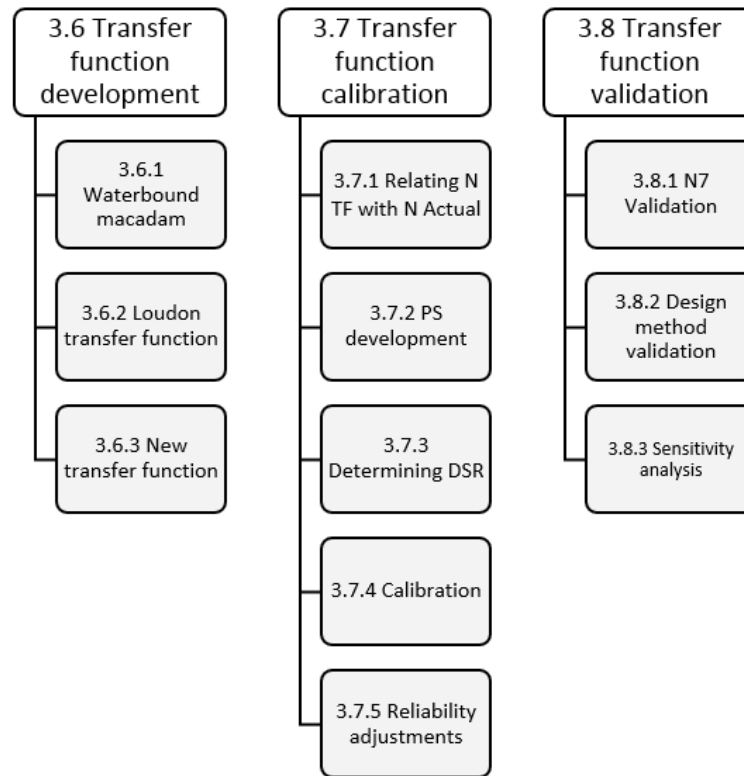 3.6 Transfer
function
development
3.6.1
Waterbound
macadam
3.6.2 Loudon
transfer function
3.6.3 New
transfer function
3.7 Transfer
function
calibration
3.7.1 Relating N
TF with N Actual
3.7.2 PS
development
3.7.3
Determining DSR
3.7.4 Calibration
3.7.5 Reliability
adjustments
3.8 Transfer
function
validation
3.8.1 N7
Validation
3.8.2 Design
method
validation
3.8.3 Sensitivity
analysis